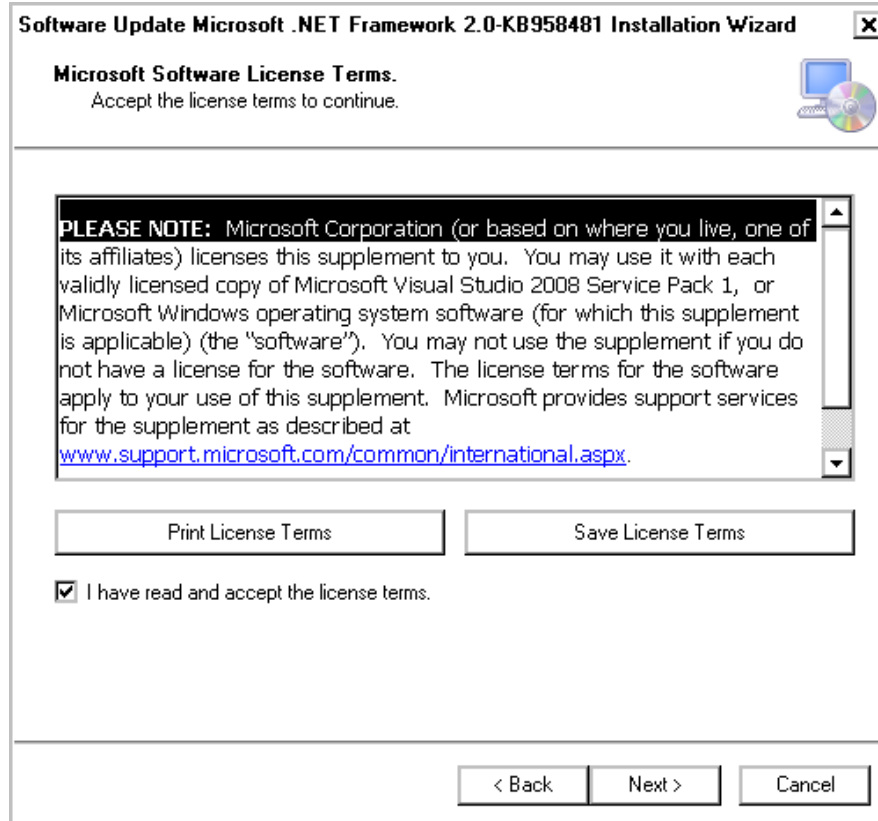 Software Update Microsoft .NET Framework 2.0-KB958481 Installation Wizard
Microsoft Software License Terms.
Accept the license terms to continue.
PLEASE NOTE:  Microsoft Corporation (or based on where you live, one of
its affiliates) licenses this supplement to you.  You may use it with each
validly licensed copy of Microsoft Visual Studio 2008 Service Pack 1,  or
Microsoft Windows operating system software (for which this supplement
is applicable) (the “software”).  You may not use the supplement if you do
not have a license for the software.  The license terms for the software
apply to your use of this supplement.  Microsoft provides support services
for the supplement as described at
www.support.microsoft.com/common/international.aspx.
Print License Terms
Save License Terms
I have read and accept the license terms.
< Back
Next >
Cancel